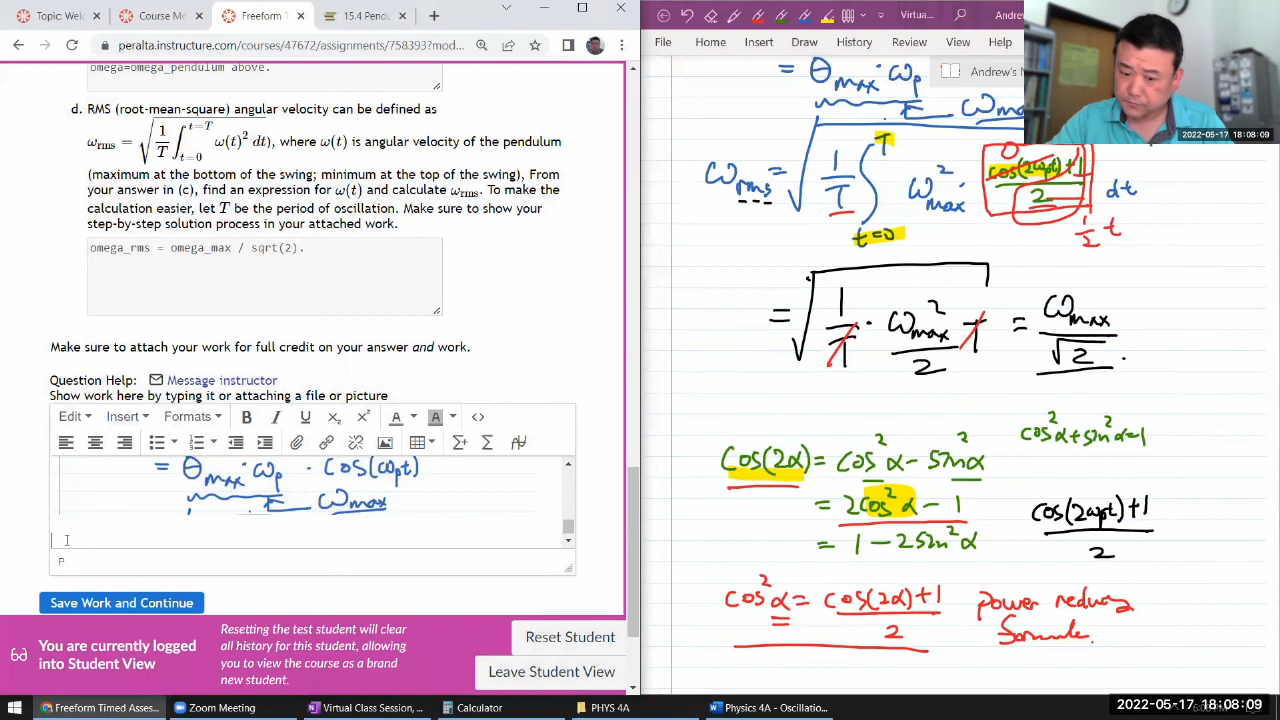 Topic Wel
Freeform T
15.4 Pendu
peralta.instructure.com/courses/47672/assignments/758393?mod...
omega=omega_pendulum above.
d. RMS (root-mean-square) angular velocity can be defined as
ω_rms = √(1/T ∫_{t=0}^{t=T} ω(t)² dt), where ω(t) is angular velocity of the pendulum
(maximum at the bottom of the swing; minimum at the top of the swing), From
your answer in (c), find an expression for ω(t) and calculate ω_rms. To make the
calculation easier, let T be the period of oscillation. Make sure to show your
step-by-step solution process in your attached work.
omega_rms = omega_max / sqrt(2).
Make sure to attach your work for full credit on your answer and work.
Question Help: Message instructor
Show work here by typing it or attaching a file or picture
Edit Insert Formats B I U X₂ X² A A <>
= θmax · ωp · cos(ωpt)
ωmax
P
Save Work and Continue
You are currently logged
into Student View
Resetting the test student will clear
all history for this student, allowing
you to view the course as a brand
new student.
Reset Student
Leave Student View
Virtua...
Andre
File Home Insert Draw History Review View Help
Andrew's N
= θmax · ωp
ωma
ωrms = √ 1/T ∫_{t=0}^{T} ω²max · (cos(2ωpt)+1)/2 dt
0
1/2 t
= √(1/T · ω²max/2 T) = ωmax/√2 .
cos²α+sin²α=1
cos(2α) = cos²α − sin²α
= 2cos²α − 1
(cos(2ωpt)+1)/2
= 1 − 2sin²α
cos²α = (cos(2α)+1)/2 power reducing
formula.
2022-05-17 18:08:09
Freeform Timed Asses...
Zoom Meeting
Virtual Class Session, ...
Calculator
PHYS 4A
Physics 4A - Oscillatio...
2022-05-17 18:08:09